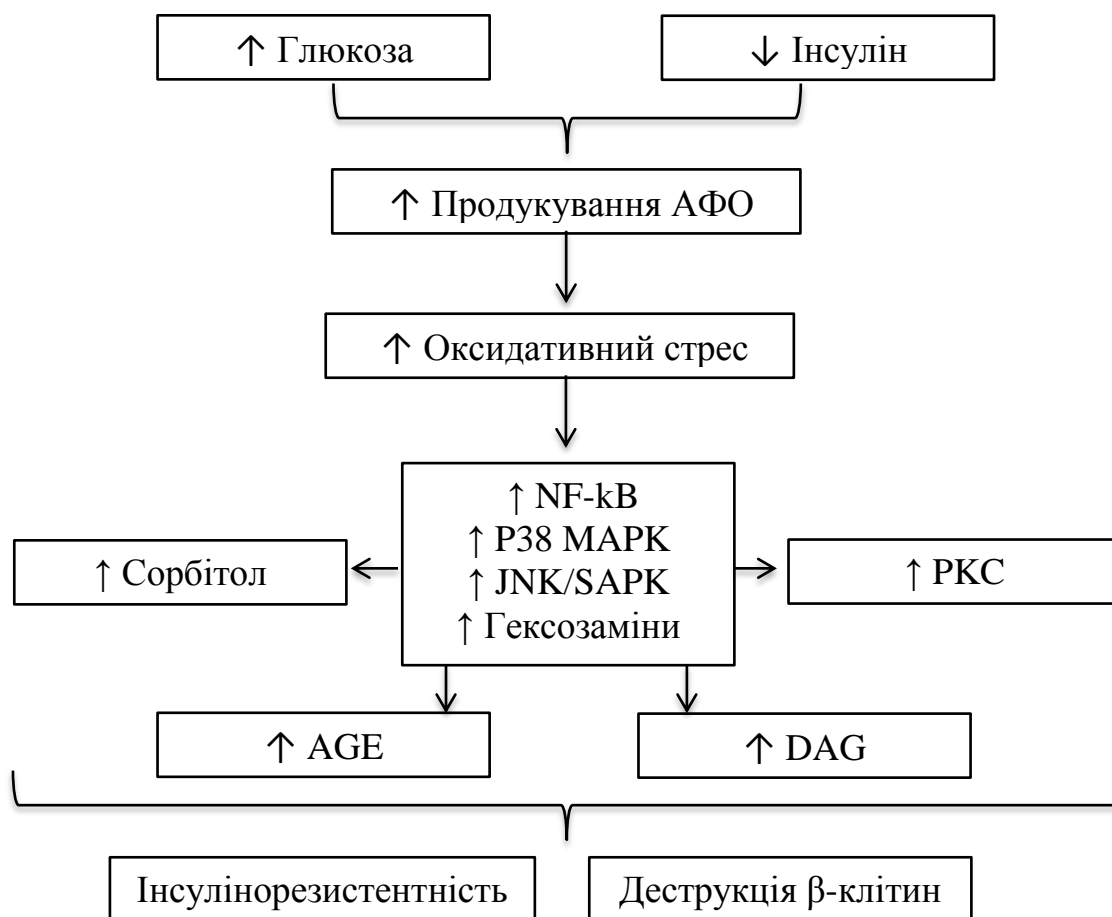 ↑ Глюкоза
↓ Інсулін
↑ Продукування АФО
↑ Оксидативний стрес
↑ NF-kB
↑ P38 MAPK
↑ JNK/SAPK
↑ Гексозаміни
↑ Сорбітол
↑ PKC
↑ AGE
↑ DAG
Інсулінорезистентність
Деструкція β-клітин